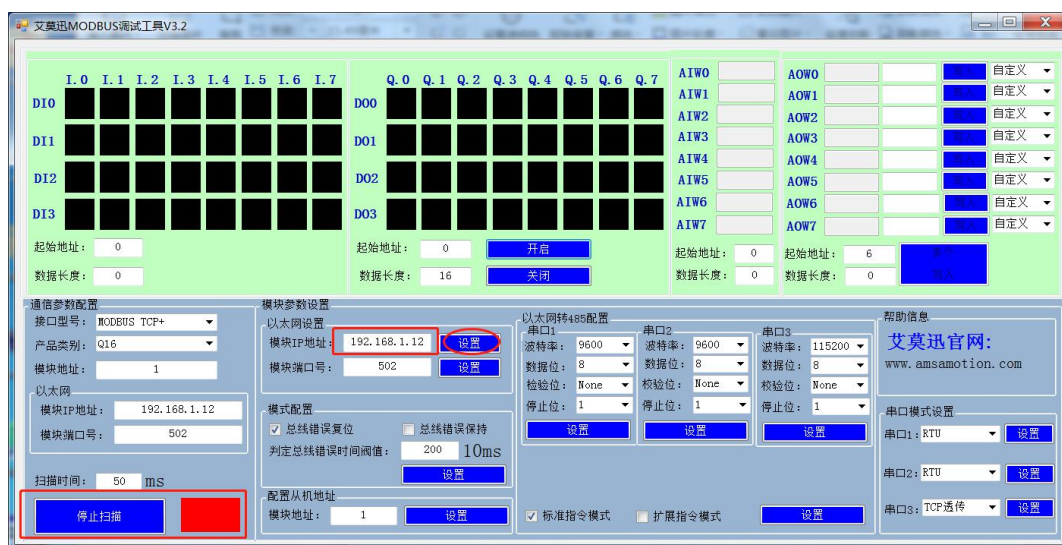 艾莫迅MODBUS调试工具V3.2
I.0 I.1 I.2 I.3 I.4 I.5 I.6 I.7
DI0
DI1
DI2
DI3
起始地址： 0
数据长度： 0
Q.0 Q.1 Q.2 Q.3 Q.4 Q.5 Q.6 Q.7
DO0
DO1
DO2
DO3
起始地址： 0 开启
数据长度： 16 关闭
AIW0
AIW1
AIW2
AIW3
AIW4
AIW5
AIW6
AIW7
起始地址： 0
数据长度： 0
AOW0 自定义
AOW1 自定义
AOW2 自定义
AOW3 自定义
AOW4 自定义
AOW5 自定义
AOW6 自定义
AOW7 自定义
起始地址： 6
数据长度： 0
通信参数配置
接口型号： MODBUS TCP+
产品类别： Q16
模块地址： 1
以太网
模块IP地址： 192.168.1.12
模块端口号： 502
扫描时间： 50 ms
停止扫描
模块参数设置
以太网设置
模块IP地址： 192.168.1.12 设置
模块端口号： 502 设置
模式配置
总线错误复位 总线错误保持
判定总线错误时间阀值： 200 10ms
设置
配置从机地址
模块地址： 1 设置
以太网转485配置
串口1
波特率： 9600
数据位： 8
检验位： None
停止位： 1
设置
串口2
波特率： 9600
数据位： 8
校验位： None
停止位： 1
设置
串口3
波特率： 115200
数据位： 8
校验位： None
停止位： 1
设置
标准指令模式 扩展指令模式 设置
帮助信息
艾莫迅官网:
www.amsamotion.com
串口模式设置
串口1: RTU 设置
串口2: RTU 设置
串口3: TCP透传 设置